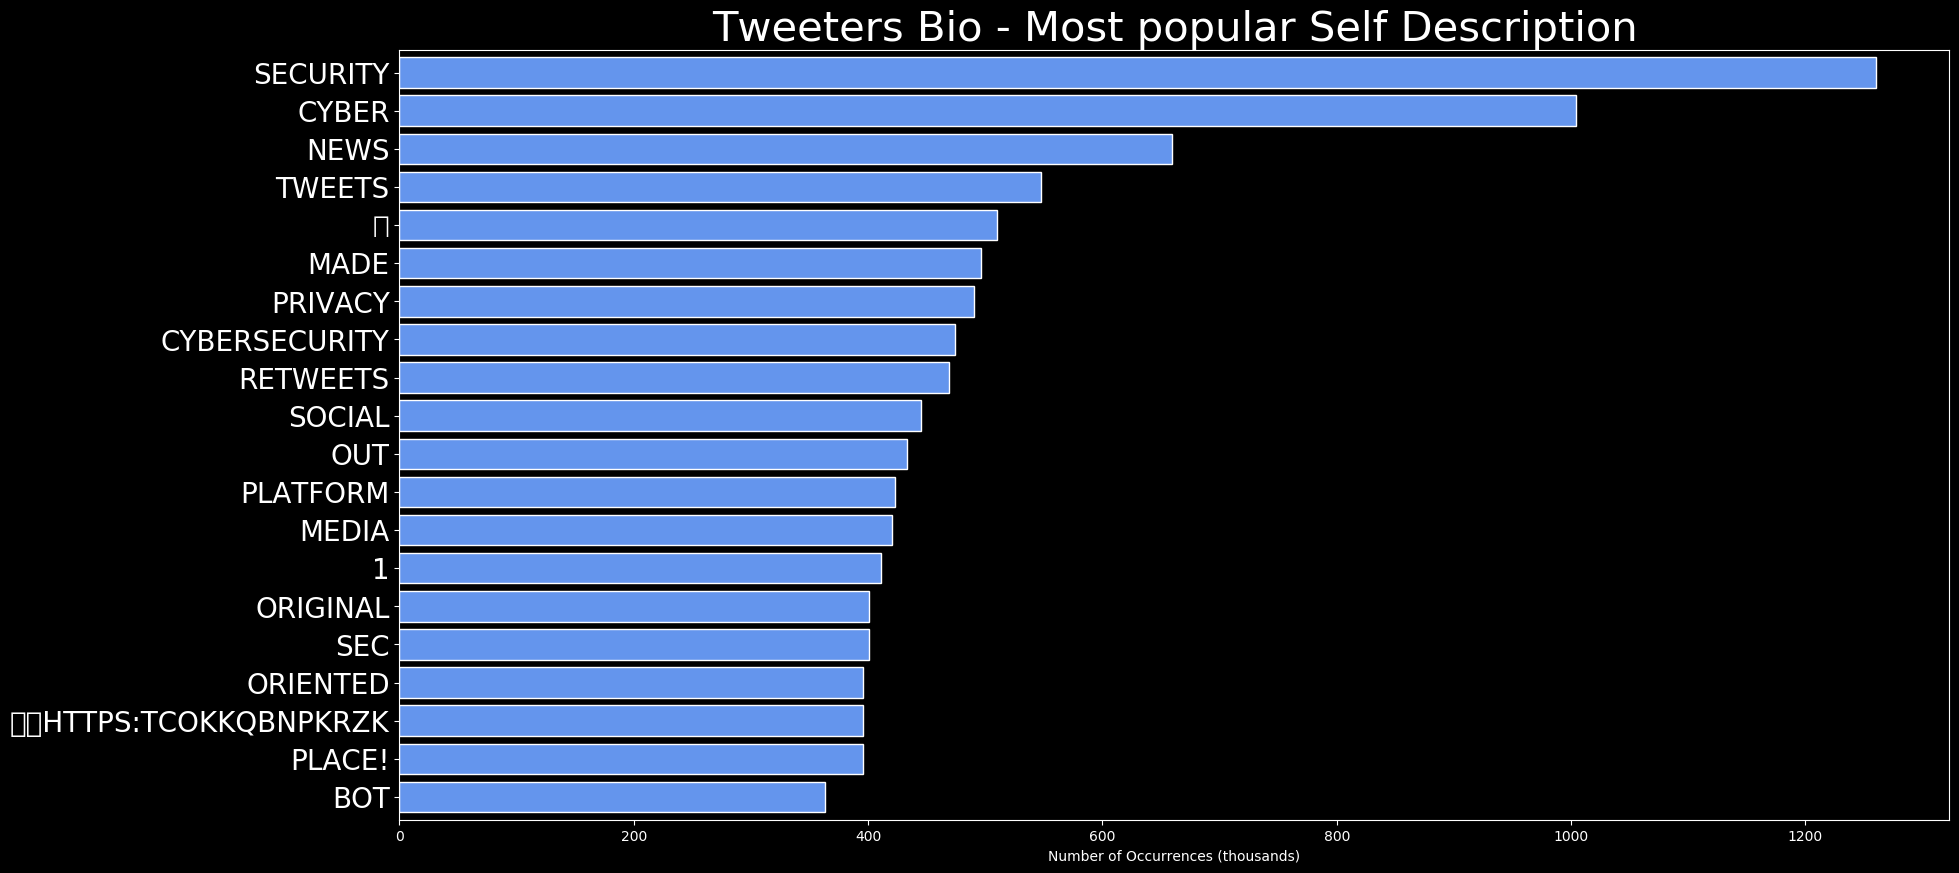 Tweeters Bio - Most popular Self Description
SECURITY
CYBER
NEWS
TWEETS
MADE
PRIVACY
CYBERSECURITY
RETWEETS
SOCIAL
OUT
PLATFORM
MEDIA
1
ORIGINAL
SEC
ORIENTED
HTTPS:TCOKKQBNPKRZK
PLACE!
BOT
0 200 400 600 800 1000 1200
Number of Occurrences (thousands)